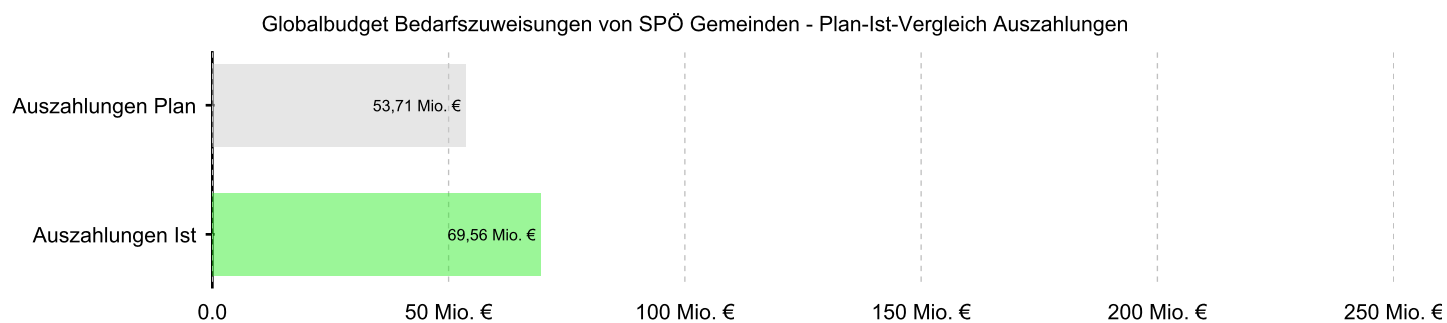 Globalbudget Bedarfszuweisungen von SPÖ Gemeinden - Plan-Ist-Vergleich Auszahlungen
Auszahlungen Plan
53,71 Mio. €
Auszahlungen Ist
69,56 Mio. €
0.0
50 Mio. €
100 Mio. €
150 Mio. €
200 Mio. €
250 Mio. €